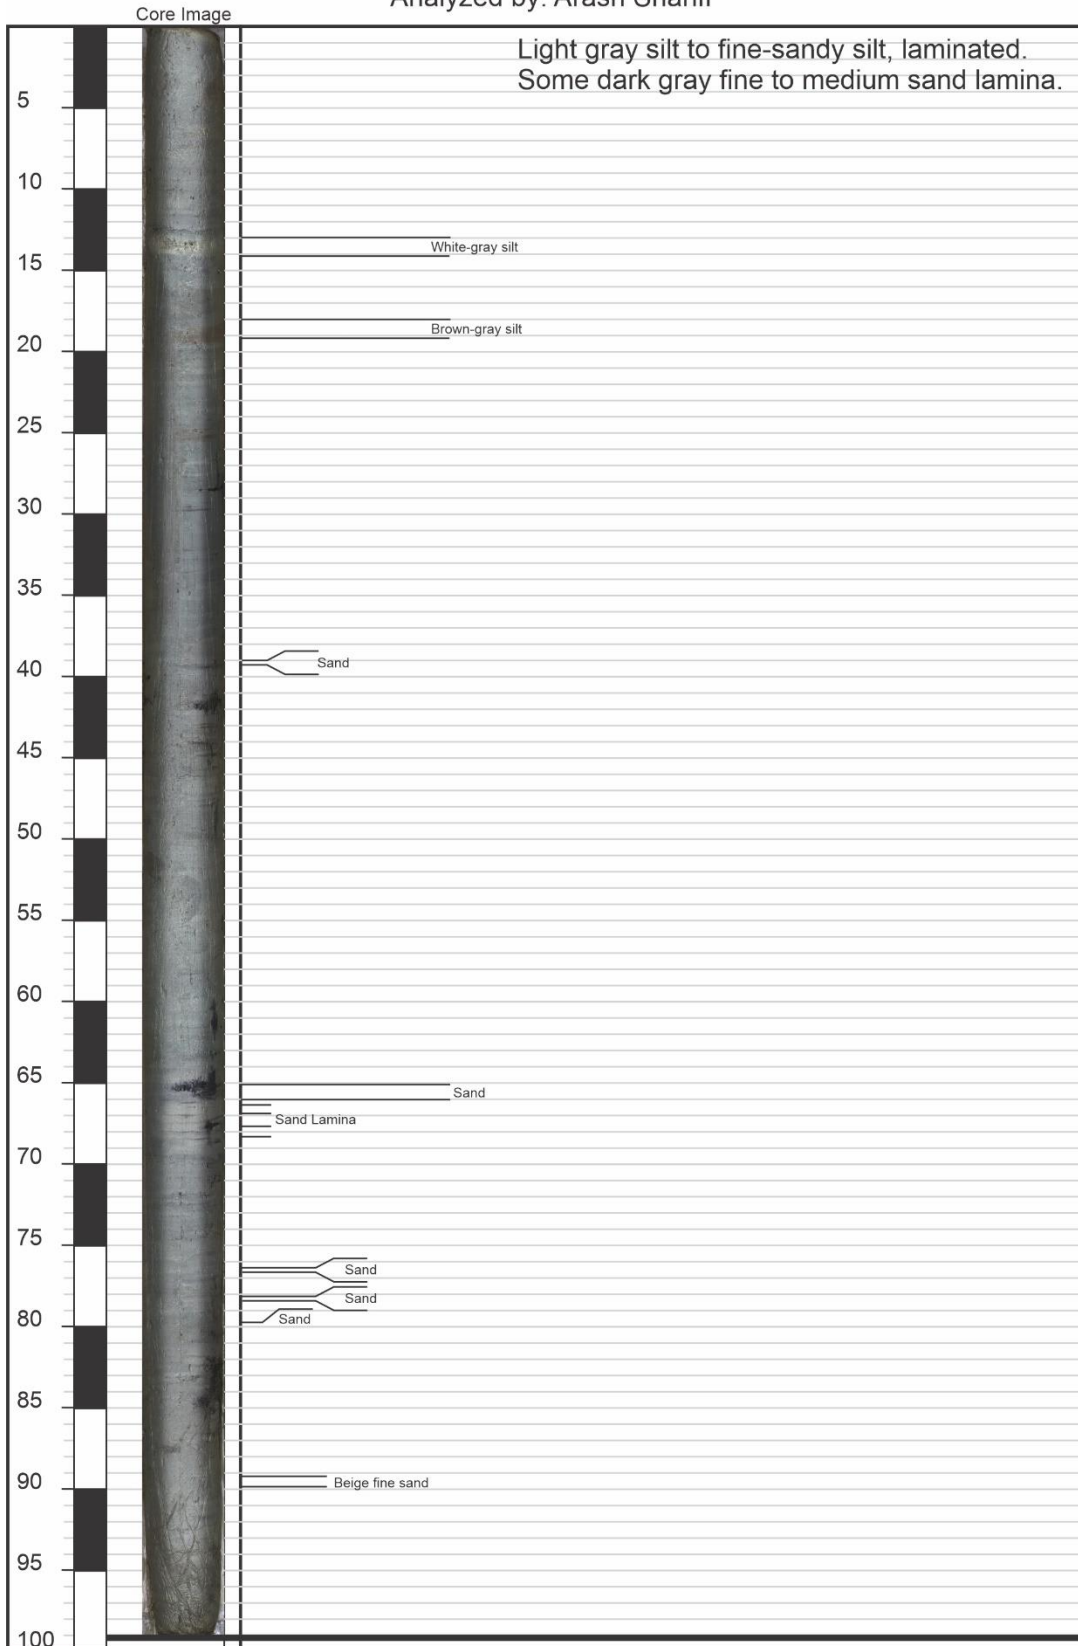 Analyzed by: Arash Sharifi
Core Image
Light gray silt to fine-sandy silt, laminated.
Some dark gray fine to medium sand lamina.
5
10
White-gray silt
15
Brown-gray silt
20
25
30
35
Sand
40
45
50
55
60
65
Sand
Sand Lamina
70
75
Sand
Sand
Sand
80
85
90
Beige fine sand
95
100